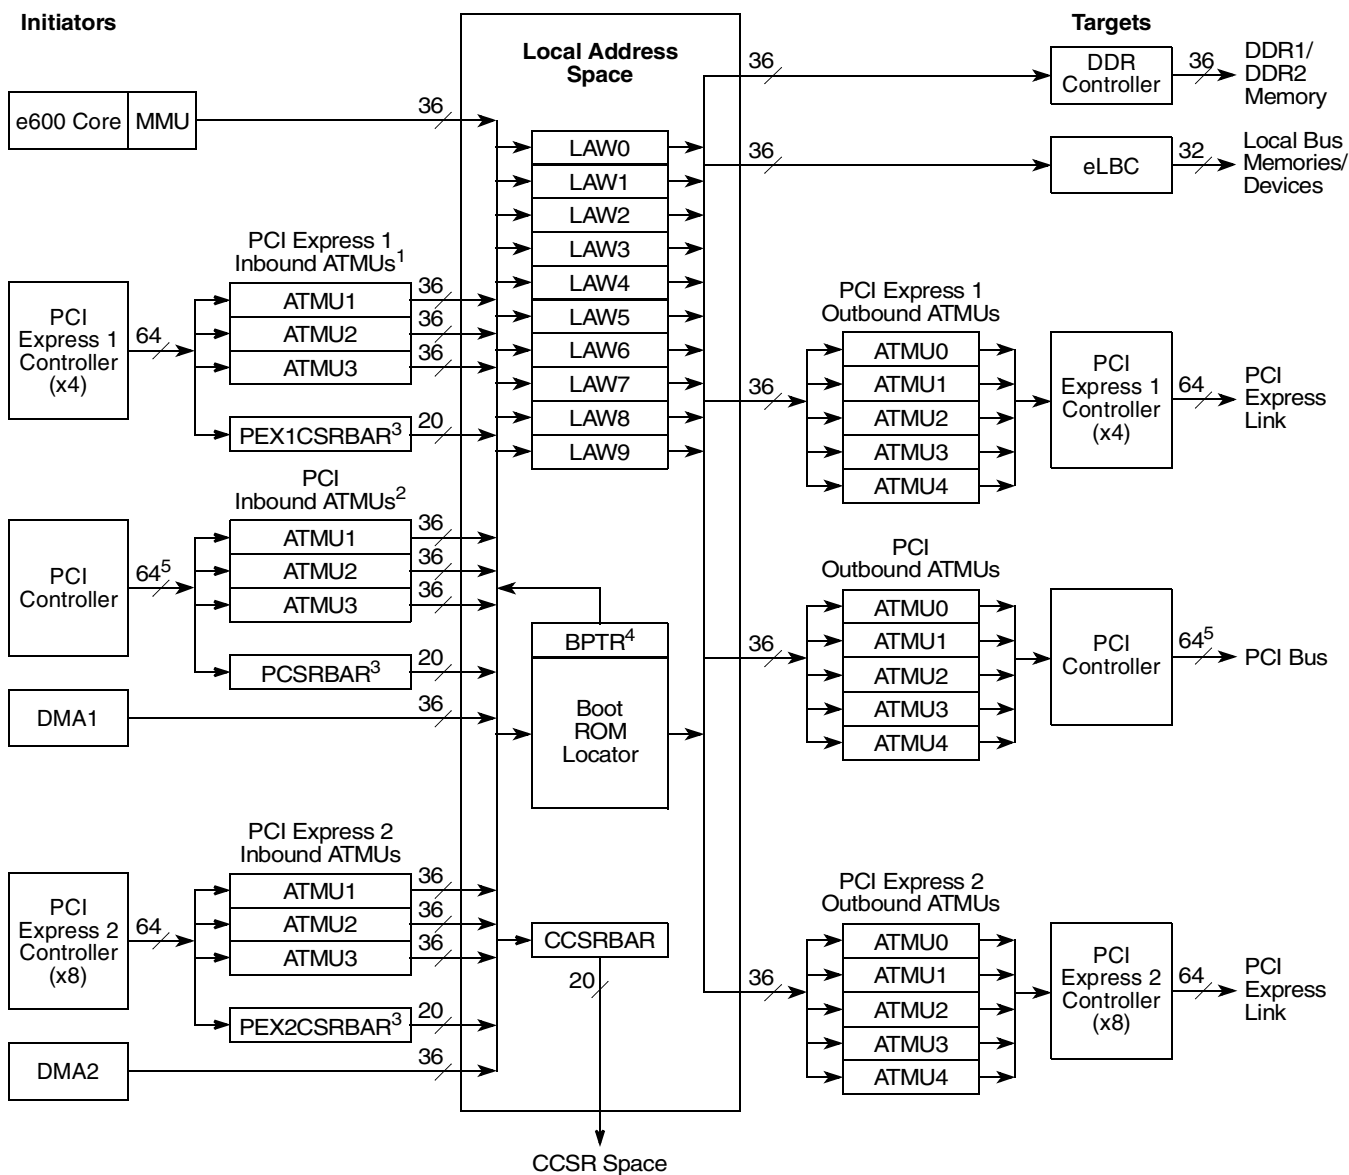 Initiators
Targets
Local Address
Space
e600 Core
MMU
36
PCI Express 1
Inbound ATMUs1
PCI
Express 1
Controller
(x4)
64
ATMU1
36
ATMU2
36
ATMU3
36
PEX1CSRBAR3
20
PCI
Inbound ATMUs2
PCI
Controller
645
ATMU1
36
ATMU2
36
ATMU3
36
PCSRBAR3
20
DMA1
36
PCI Express 2
Inbound ATMUs
PCI
Express 2
Controller
(x8)
64
ATMU1
36
ATMU2
36
ATMU3
36
PEX2CSRBAR3
20
DMA2
36
LAW0
LAW1
LAW2
LAW3
LAW4
LAW5
LAW6
LAW7
LAW8
LAW9
BPTR4
Boot
ROM
Locator
CCSRBAR
20
CCSR Space
36
DDR
Controller
36
DDR1/
DDR2
Memory
36
eLBC
32
Local Bus
Memories/
Devices
PCI Express 1
Outbound ATMUs
36
ATMU0
ATMU1
ATMU2
ATMU3
ATMU4
PCI
Express 1
Controller
(x4)
64
PCI
Express
Link
PCI
Outbound ATMUs
36
ATMU0
ATMU1
ATMU2
ATMU3
ATMU4
PCI
Controller
645
PCI Bus
PCI Express 2
Outbound ATMUs
36
ATMU0
ATMU1
ATMU2
ATMU3
ATMU4
PCI
Express 2
Controller
(x8)
64
PCI
Express
Link